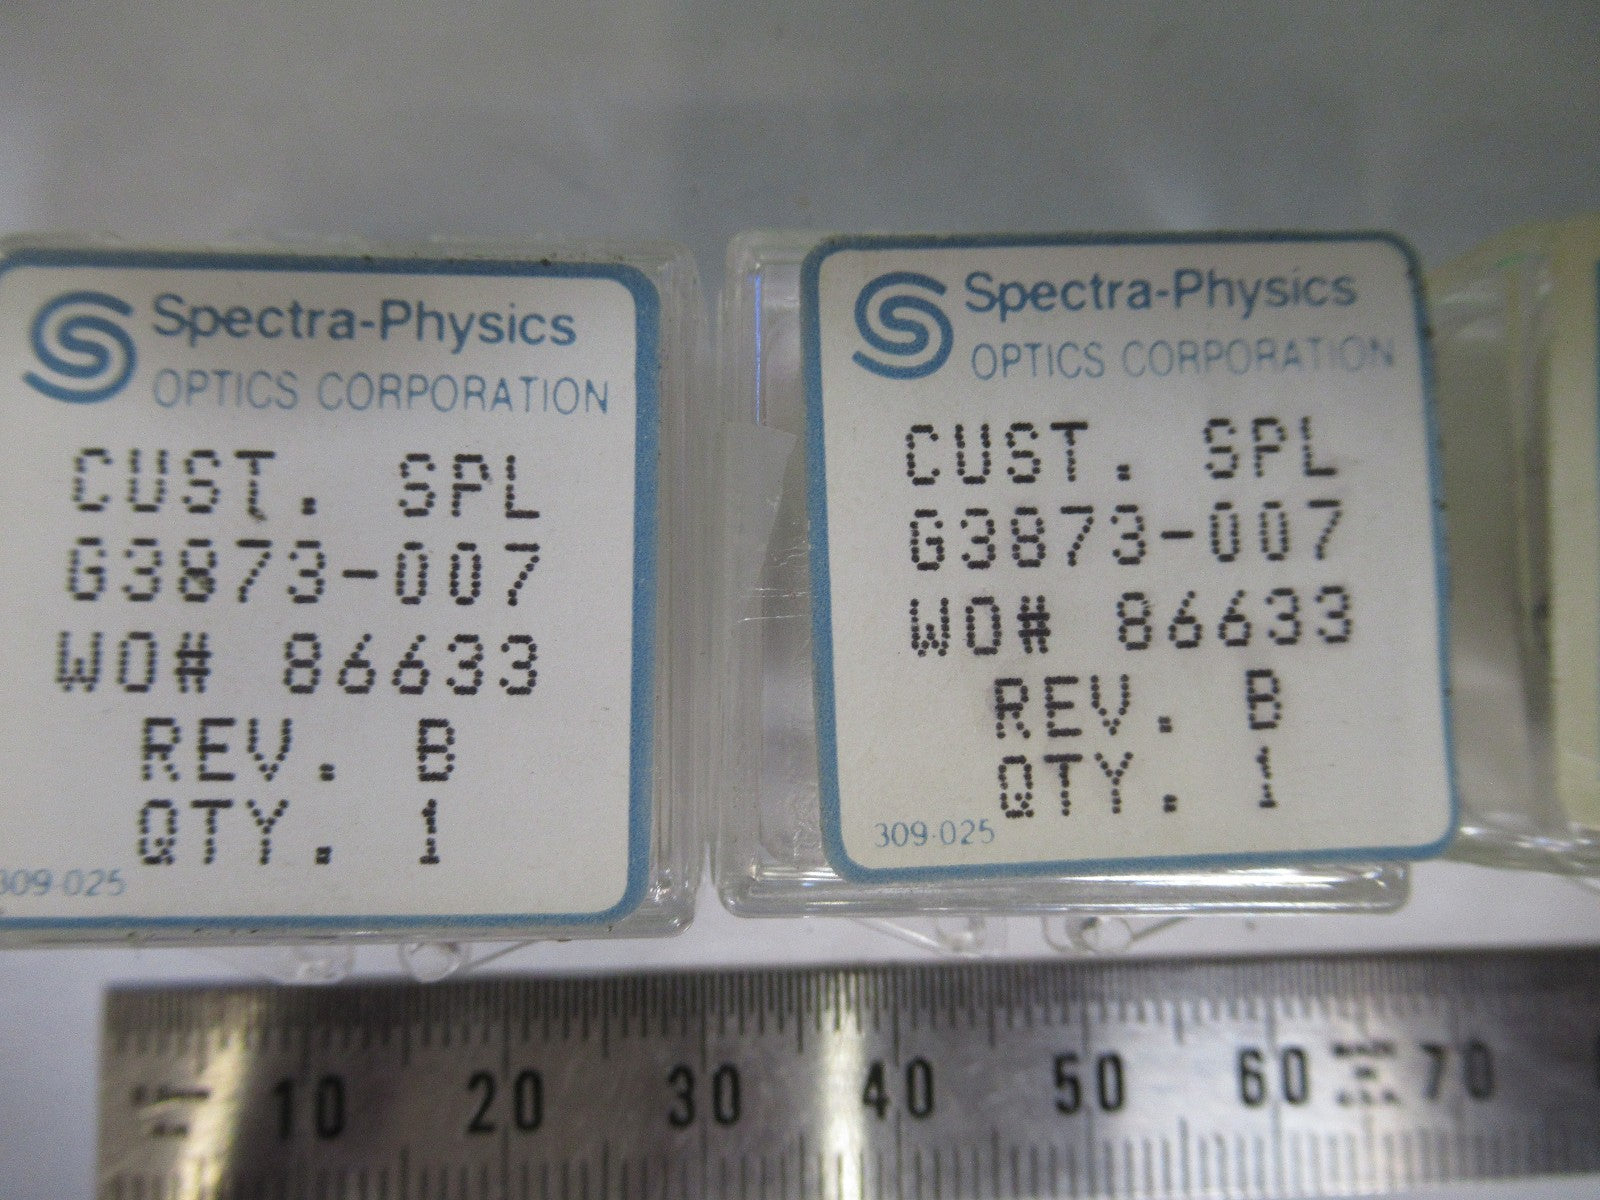 Spectra-Physics
OPTICS CORPORATION
CUST. SPL
G3873-007
WO# 86633
REV. B
QTY. 1
309-025
Spectra-Physics
OPTICS CORPORATION
CUST. SPL
G3873-007
WO# 86633
REV. B
QTY. 1
309-025
10 20 30 40 50 60 70